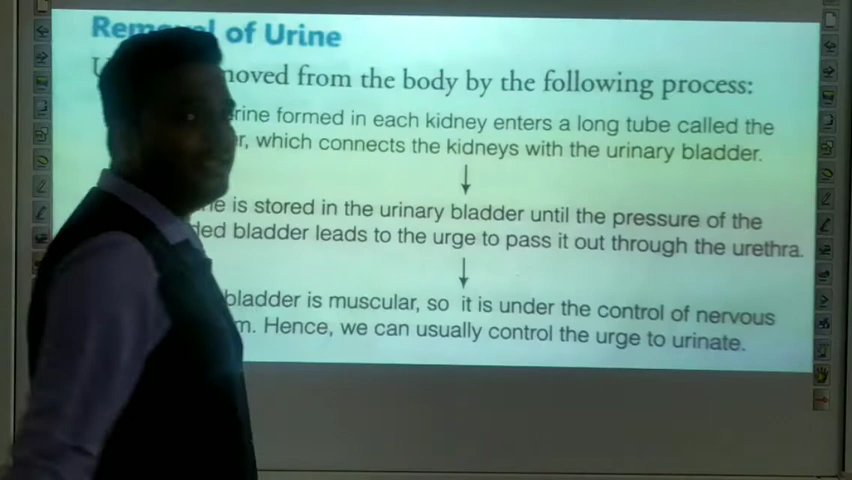 Removal of Urine
moved from the body by the following process:
rine formed in each kidney enters a long tube called the
r, which connects the kidneys with the urinary bladder.
ne is stored in the urinary bladder until the pressure of the
ded bladder leads to the urge to pass it out through the urethra.
bladder is muscular, so it is under the control of nervous
m. Hence, we can usually control the urge to urinate.